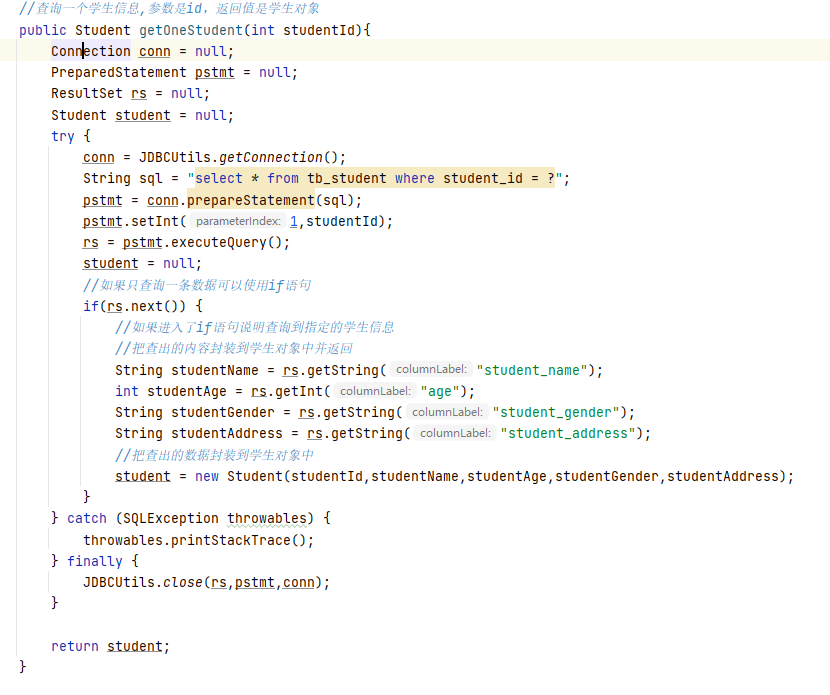 //查询一个学生信息,参数是id，返回值是学生对象
public Student getOneStudent(int studentId){
Connection conn = null;
PreparedStatement pstmt = null;
ResultSet rs = null;
Student student = null;
try {
conn = JDBCUtils.getConnection();
String sql = "select * from tb_student where student_id = ?";
pstmt = conn.prepareStatement(sql);
pstmt.setInt( parameterIndex: 1,studentId);
rs = pstmt.executeQuery();
student = null;
//如果只查询一条数据可以使用if语句
if(rs.next()) {
//如果进入了if语句说明查询到指定的学生信息
//把查出的内容封装到学生对象中并返回
String studentName = rs.getString( columnLabel: "student_name");
int studentAge = rs.getInt( columnLabel: "age");
String studentGender = rs.getString( columnLabel: "student_gender");
String studentAddress = rs.getString( columnLabel: "student_address");
//把查出的数据封装到学生对象中
student = new Student(studentId,studentName,studentAge,studentGender,studentAddress);
}
} catch (SQLException throwables) {
throwables.printStackTrace();
} finally {
JDBCUtils.close(rs,pstmt,conn);
}
return student;
}